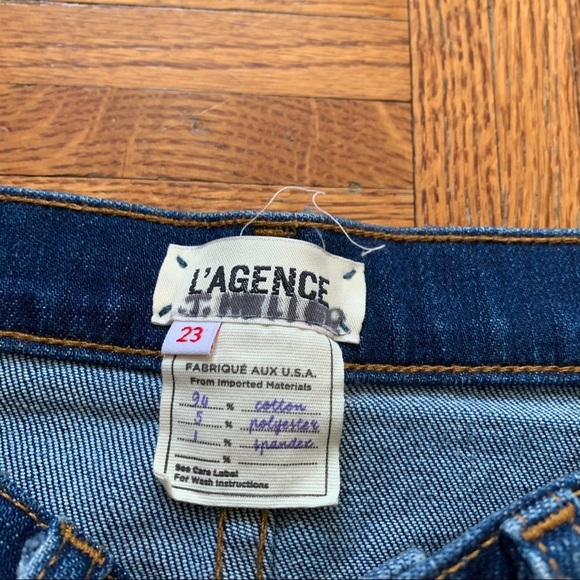 L'AGENCE
23
FABRIQUÉ AUX U.S.A.
From Imported Materials
94 % cotton
5 % polyester
1 % spandex
%
See Care Label
For Wash Instructions